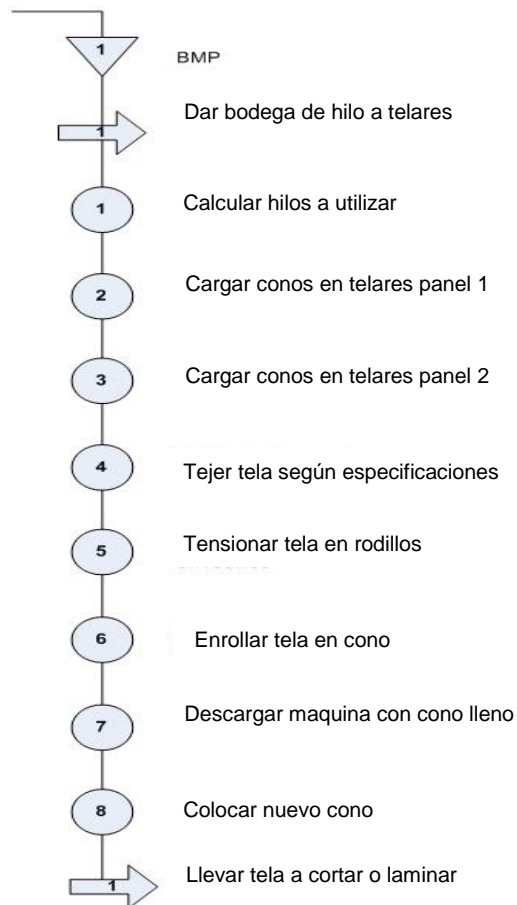 1 BMP
1 Dar bodega de hilo a telares
1 Calcular hilos a utilizar
2 Cargar conos en telares panel 1
3 Cargar conos en telares panel 2
4 Tejer tela según especificaciones
5 Tensionar tela en rodillos
6 Enrollar tela en cono
7 Descargar maquina con cono lleno
8 Colocar nuevo cono
1 Llevar tela a cortar o laminar